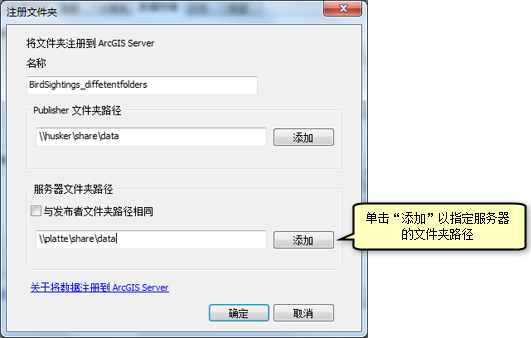 注册文件夹
将文件夹注册到 ArcGIS Server
名称
BirdSightings_diffetentfolders
Publisher 文件夹路径
\\husker\share\data
添加
服务器文件夹路径
与发布者文件夹路径相同
\\platte\share\data
添加
单击“添加”以指定服务器
的文件夹路径
关于将数据注册到 ArcGIS Server
确定
取消